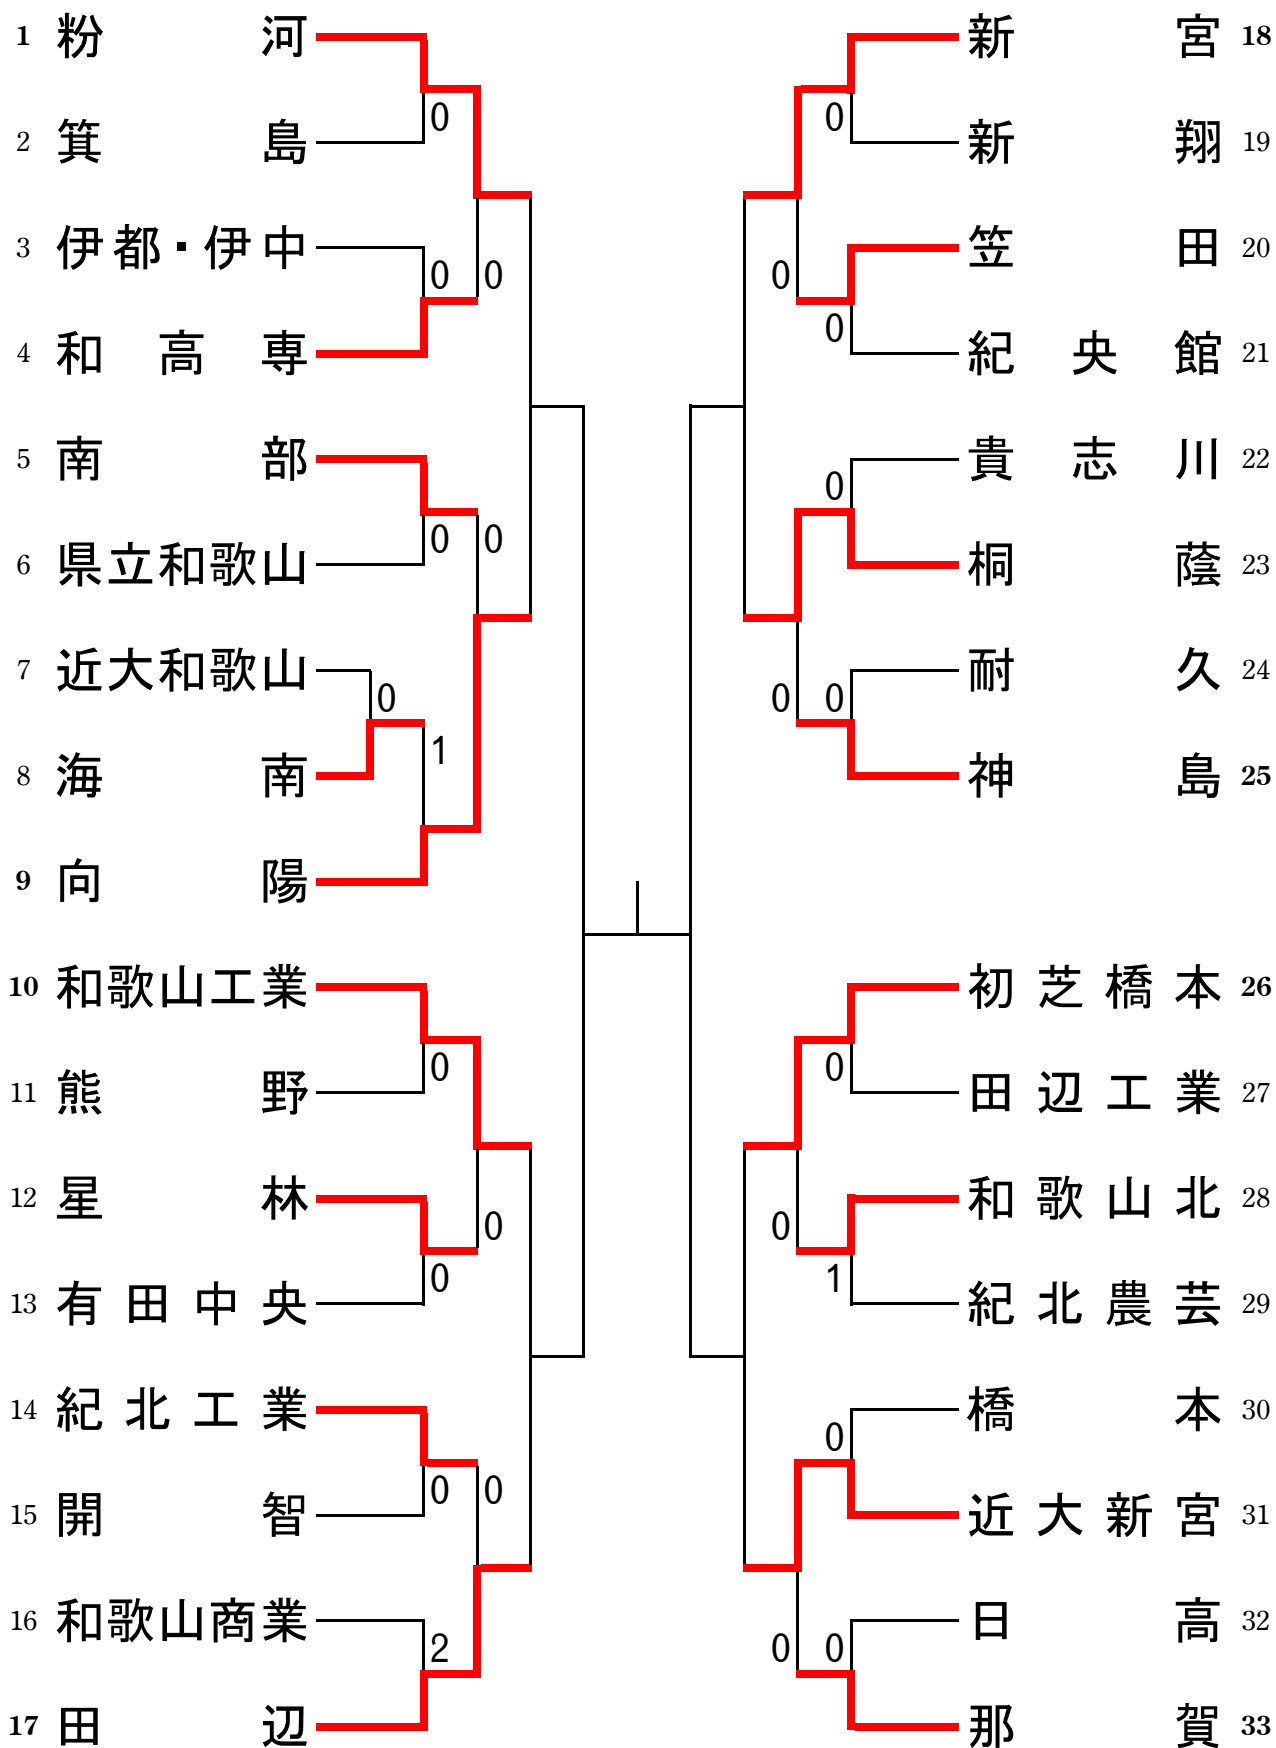 1 粉河
0
2 箕島
3 伊都・伊中
0 0
4 和高専
5 南部
0 0
6 県立和歌山
7 近大和歌山
0
1
8 海南
9 向陽
10 和歌山工業
0
11 熊野
12 星林
0
0
13 有田中央
14 紀北工業
0 0
15 開智
16 和歌山商業
2
17 田辺
新宮 18
0
新翔 19
笠田 20
0
0
紀央館 21
貴志川 22
0
桐蔭 23
耐久 24
0 0
神島 25
初芝橋本 26
0
田辺工業 27
和歌山北 28
0
1
紀北農芸 29
橋本 30
0
近大新宮 31
日高 32
0 0
那賀 33